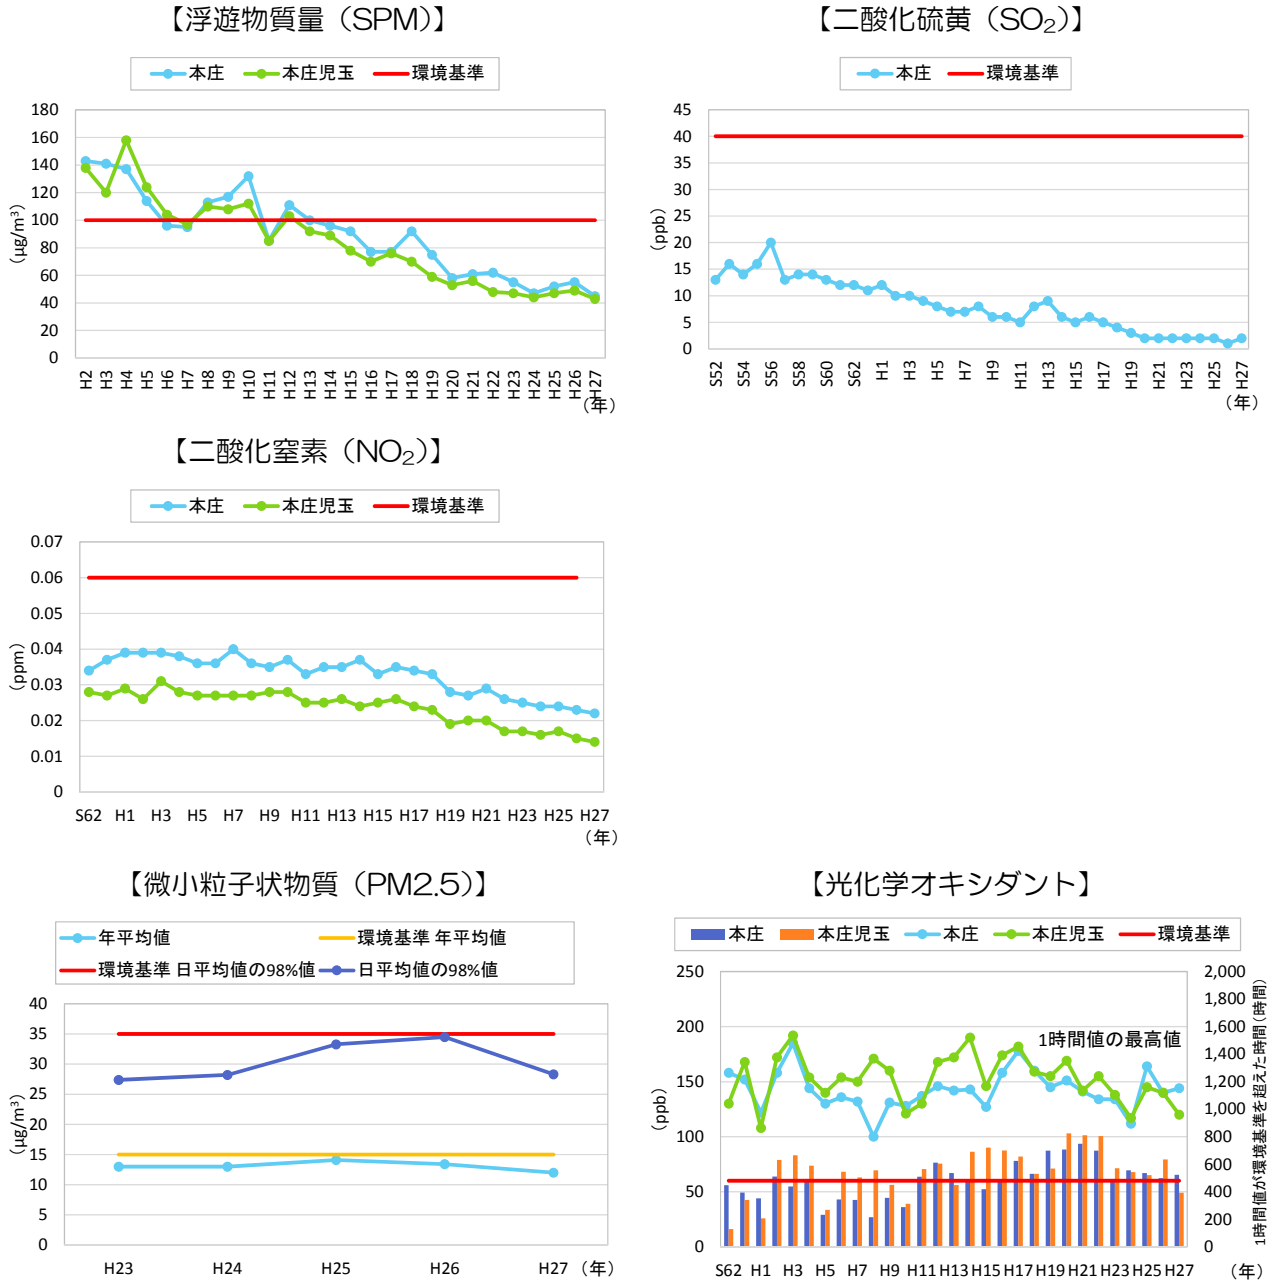 【浮遊物質量（SPM）】
本庄 本庄児玉 環境基準
180
160
140
120
100
80
60
40
20
0
(μg/m³)
H2 H3 H4 H5 H6 H7 H8 H9 H10 H11 H12 H13 H14 H15 H16 H17 H18 H19 H20 H21 H22 H23 H24 H25 H26 H27
（年）
【二酸化硫黄（SO₂）】
本庄 環境基準
45
40
35
30
25
20
15
10
5
0
(ppb)
S52 S54 S56 S58 S60 S62 H1 H3 H5 H7 H9 H11 H13 H15 H17 H19 H21 H23 H25 H27
（年）
【二酸化窒素（NO₂）】
本庄 本庄児玉 環境基準
0.07
0.06
0.05
0.04
0.03
0.02
0.01
0
(ppm)
S62 H1 H3 H5 H7 H9 H11 H13 H15 H17 H19 H21 H23 H25 H27
（年）
【微小粒子状物質（PM2.5）】
年平均値 環境基準 年平均値
環境基準 日平均値の98%値 日平均値の98%値
40
35
30
25
20
15
10
5
0
(μg/m³)
H23 H24 H25 H26 H27 （年）
【光化学オキシダント】
本庄 本庄児玉 本庄 本庄児玉 環境基準
250
200
150
100
50
0
(ppb)
1時間値の最高値
2,000
1,800
1,600
1,400
1,200
1,000
800
600
400
200
0
1時間値が環境基準を超えた時間(時間)
S62 H1 H3 H5 H7 H9 H11 H13 H15 H17 H19 H21 H23 H25 H27 （年）